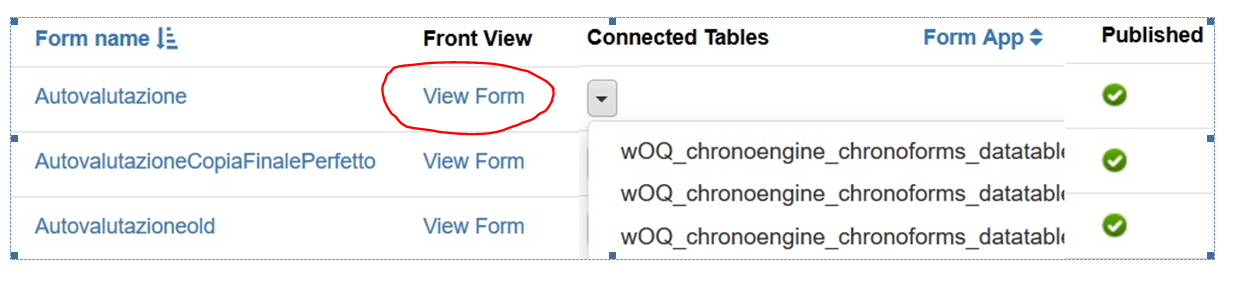 Form name Front View Connected Tables Form App Published
Autovalutazione View Form
wOQ_chronoengine_chronoforms_datatable
AutovalutazioneCopiaFinalePerfetto View Form
wOQ_chronoengine_chronoforms_datatable
Autovalutazioneold View Form
wOQ_chronoengine_chronoforms_datatable